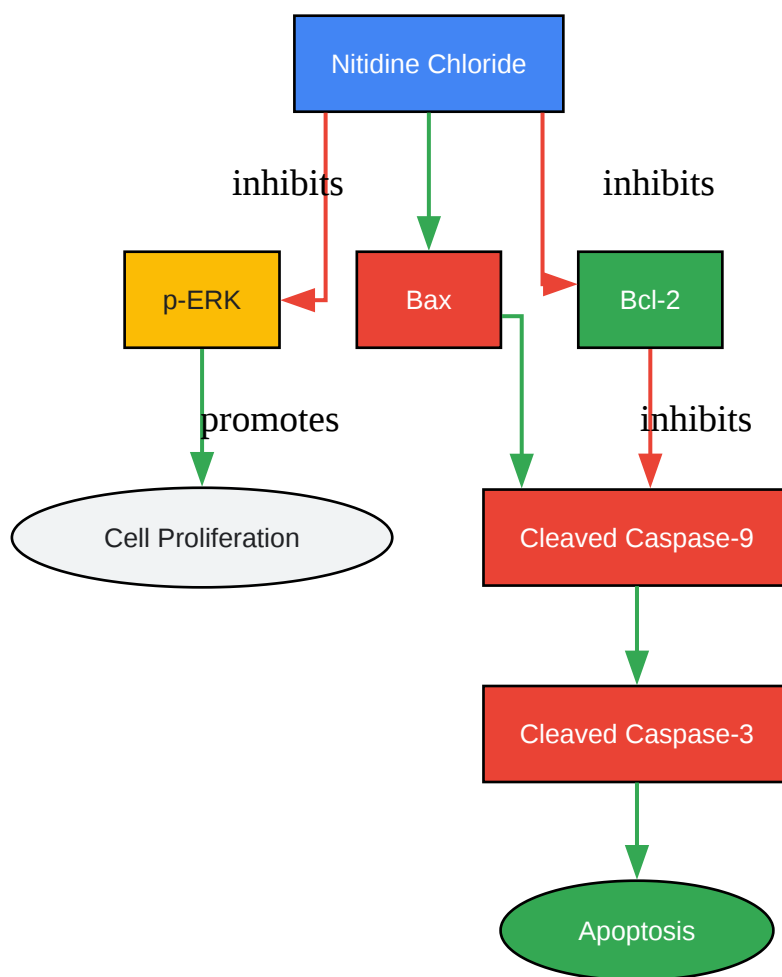 Nitidine Chloride
inhibits
inhibits
p-ERK
Bax
Bcl-2
promotes
inhibits
Cell Proliferation
Cleaved Caspase-9
Cleaved Caspase-3
Apoptosis